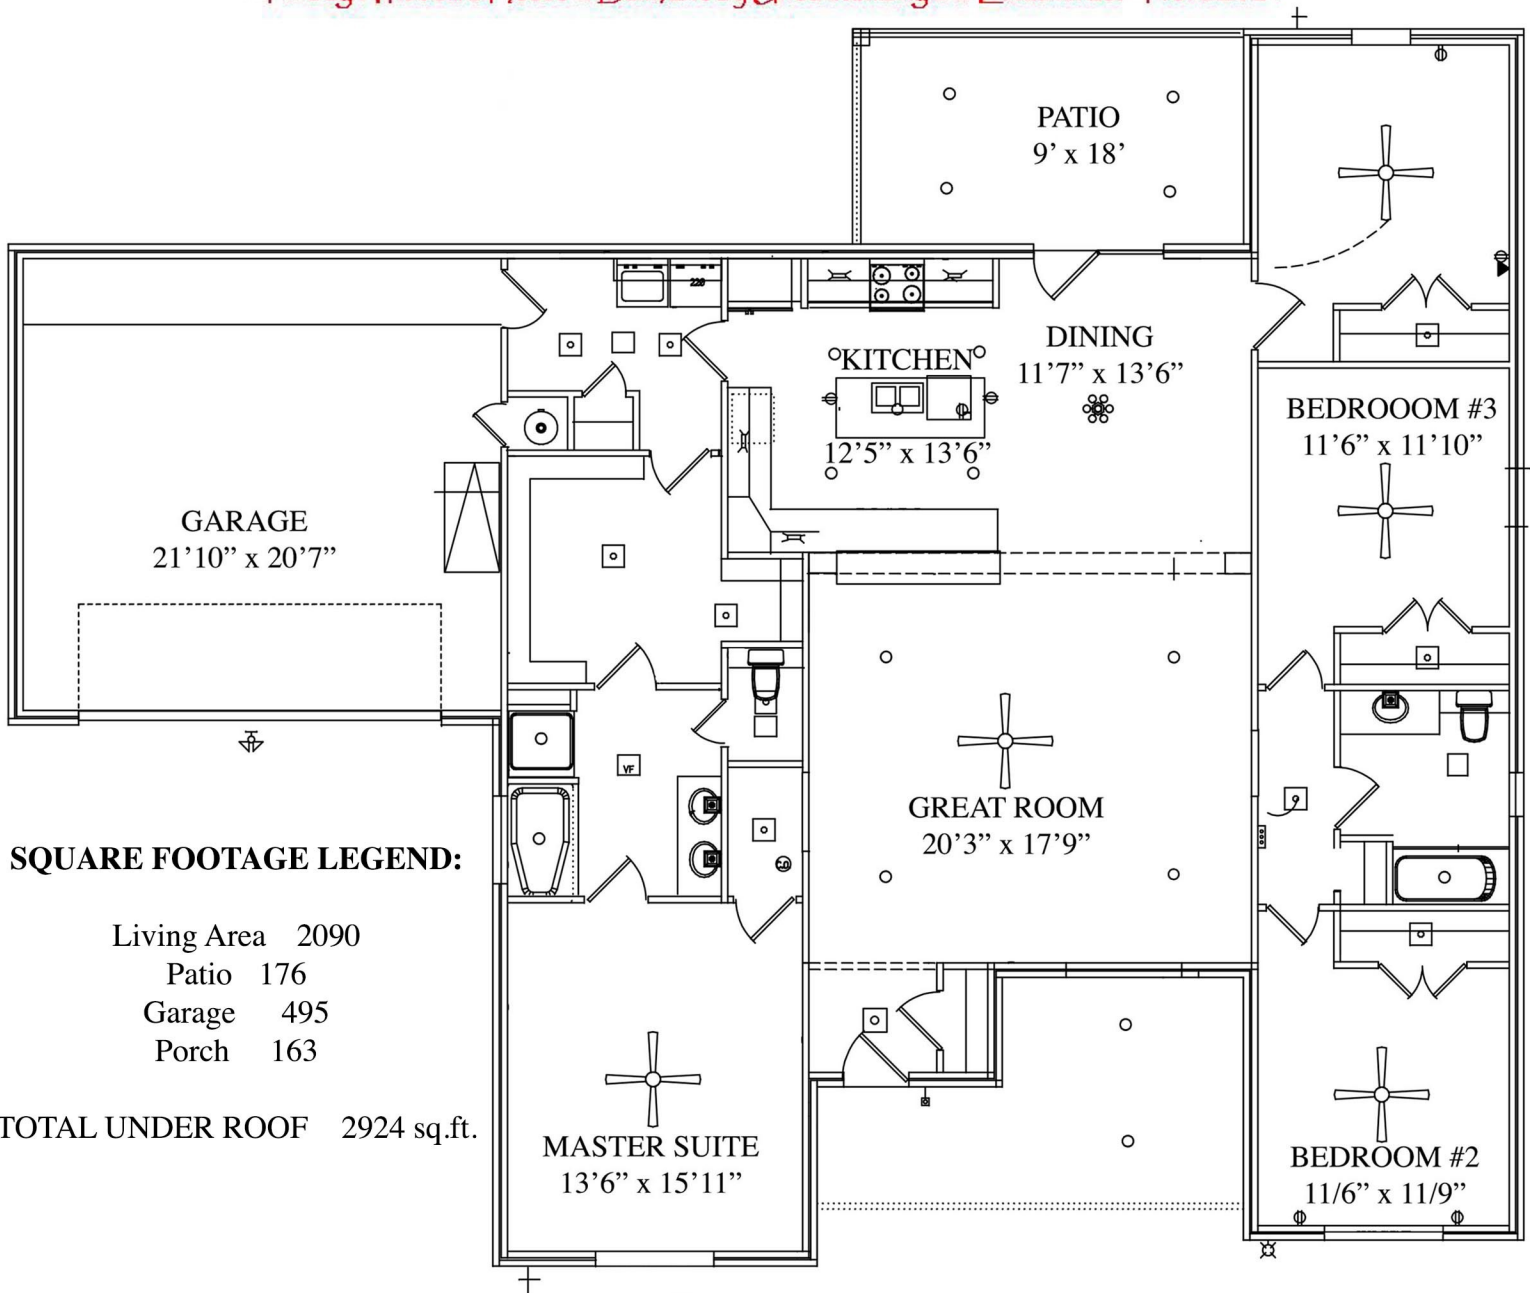 PATIO
9’ x 18’
220
DINING
11’7” x 13’6”
KITCHEN
12’5” x 13’6”
BEDROOOM #3
11’6” x 11’10”
GARAGE
21’10” x 20’7”
VF
GREAT ROOM
20’3” x 17’9”
SQUARE FOOTAGE LEGEND:
Living Area 2090
Patio 176
Garage 495
Porch 163
TOTAL UNDER ROOF 2924 sq.ft.
MASTER SUITE
13’6” x 15’11”
BEDROOM #2
11/6” x 11/9”